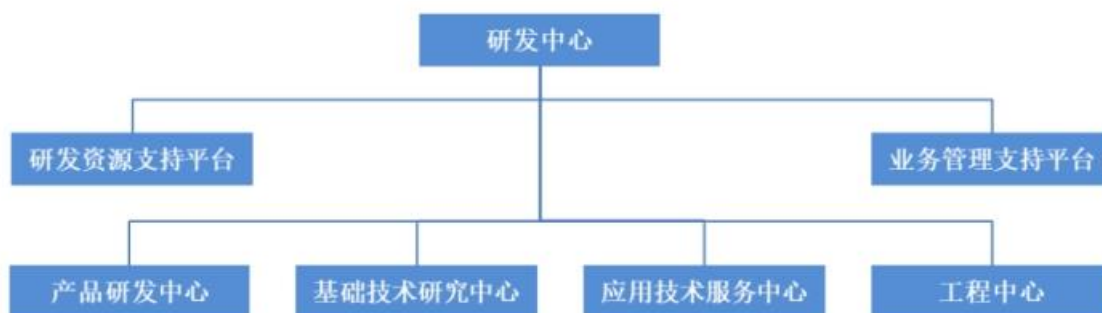 研发中心
研发资源支持平台
业务管理支持平台
产品研发中心
基础技术研究中心
应用技术服务中心
工程中心